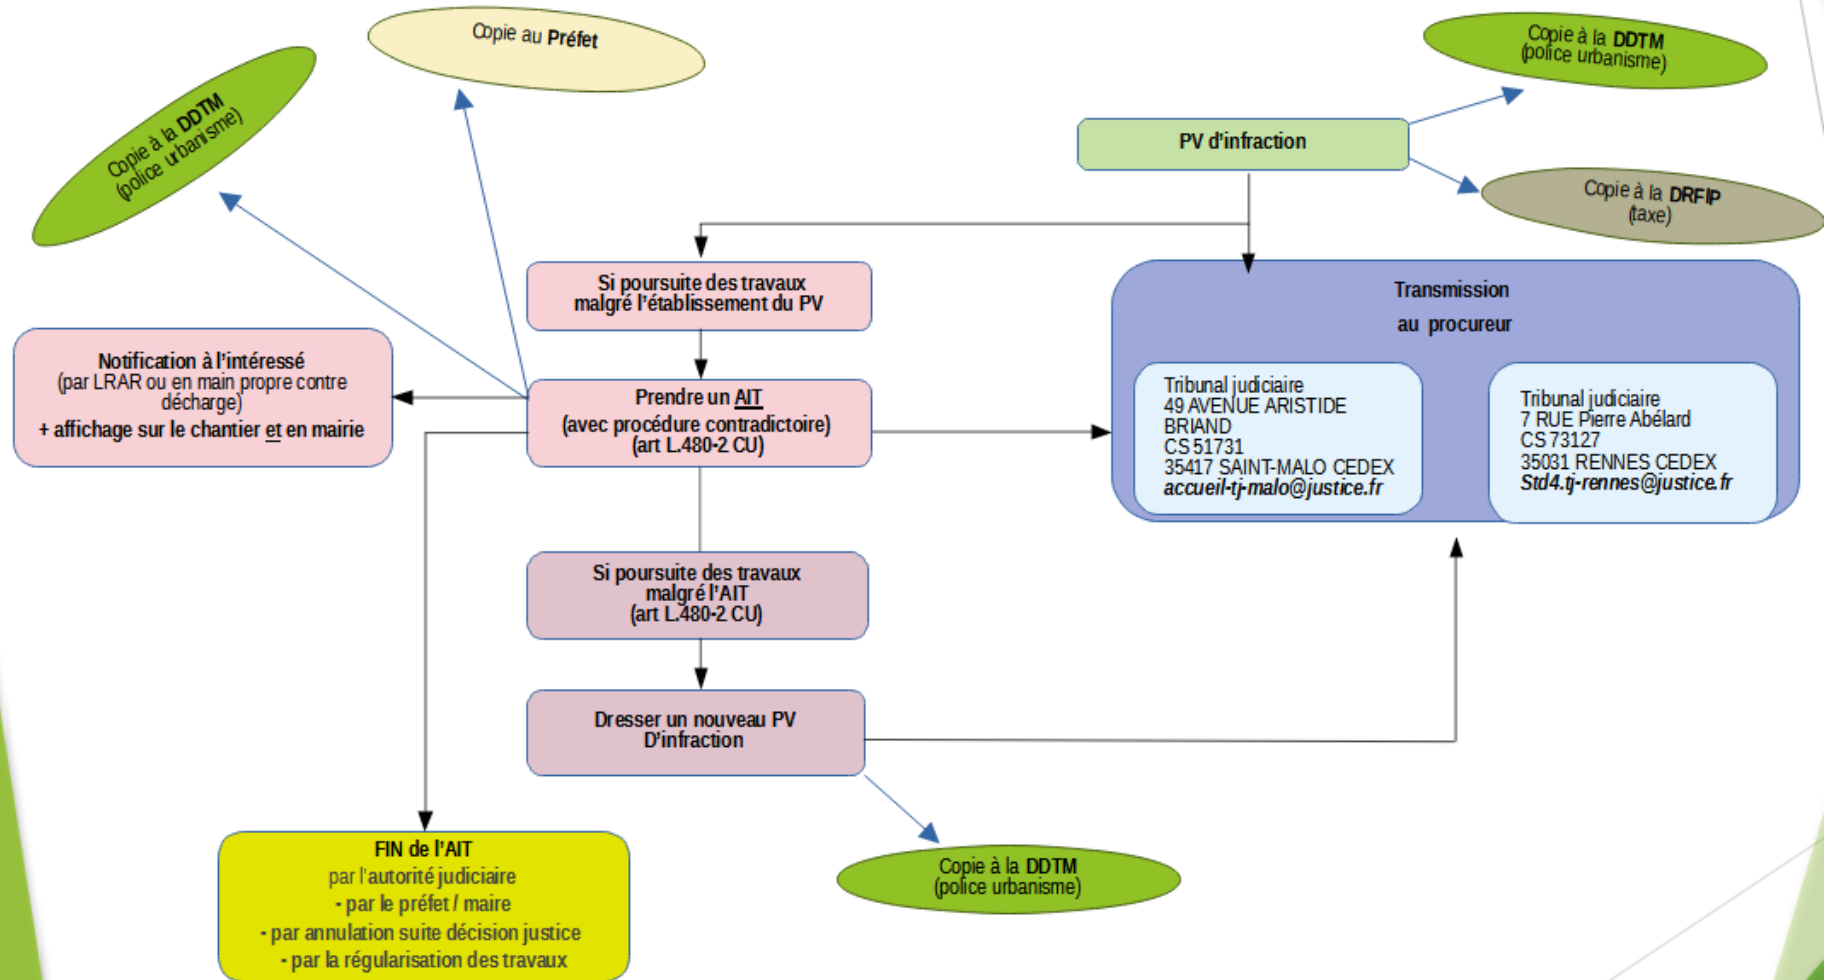 Copie au Préfet
Copie à la DDTM
(police urbanisme)
Copie à la DDTM
(police urbanisme)
PV d'infraction
Copie à la DRFIP
(taxe)
Si poursuite des travaux
malgré l'établissement du PV
Transmission
au procureur
Notification à l'intéressé
(par LRAR ou en main propre contre
décharge)
+ affichage sur le chantier et en mairie
Prendre un AIT
(avec procédure contradictoire)
(art L.480-2 CU)
Tribunal judiciaire
49 AVENUE ARISTIDE
BRIAND
CS 51731
35417 SAINT-MALO CEDEX
accueil-tj-malo@justice.fr
Tribunal judiciaire
7 RUE Pierre Abélard
CS 73127
35031 RENNES CEDEX
Std4.tj-rennes@justice.fr
Si poursuite des travaux
malgré l'AIT
(art L.480-2 CU)
Dresser un nouveau PV
D'infraction
FIN de l'AIT
par l'autorité judiciaire
- par le préfet / maire
- par annulation suite décision justice
- par la régularisation des travaux
Copie à la DDTM
(police urbanisme)